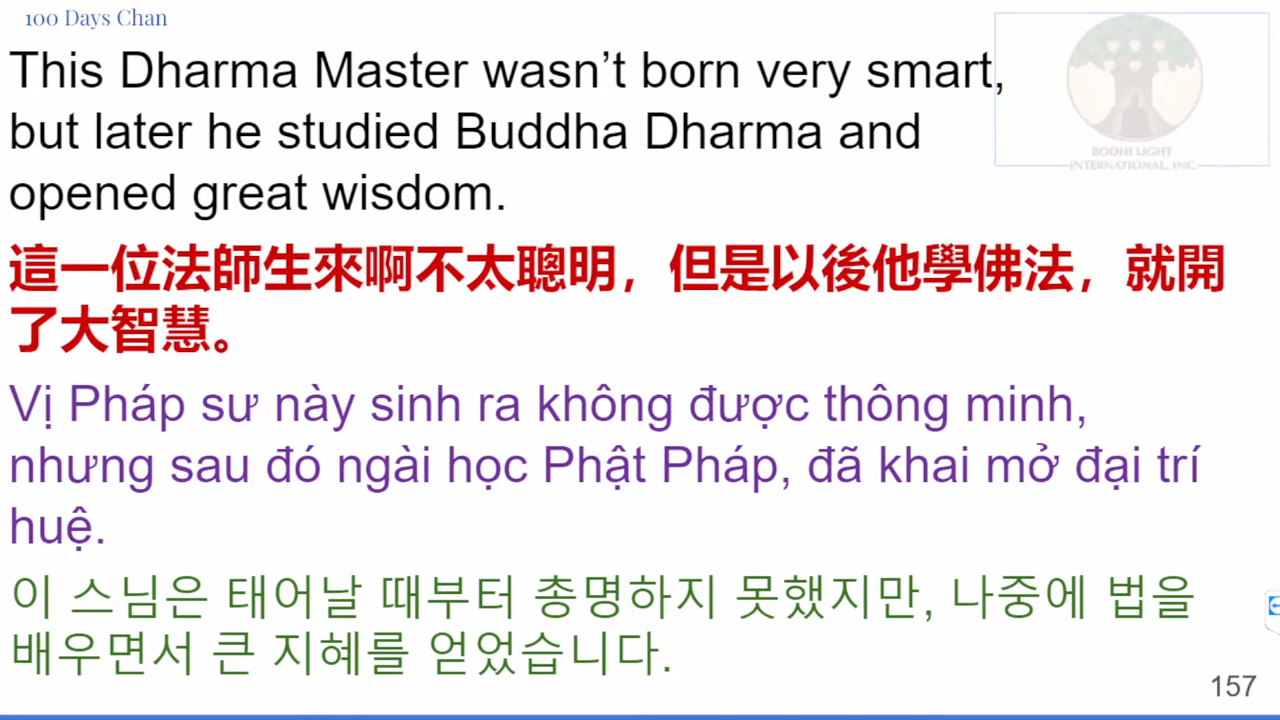 100 Days Chan
This Dharma Master wasn’t born very smart,
but later he studied Buddha Dharma and
opened great wisdom.
BODHI LIGHT
INTERNATIONAL, INC.
這一位法師生來啊不太聰明，但是以後他學佛法，就開
了大智慧。
Vị Pháp sư này sinh ra không được thông minh,
nhưng sau đó ngài học Phật Pháp, đã khai mở đại trí
huệ.
이 스님은 태어날 때부터 총명하지 못했지만, 나중에 법을
배우면서 큰 지혜를 얻었습니다.
157